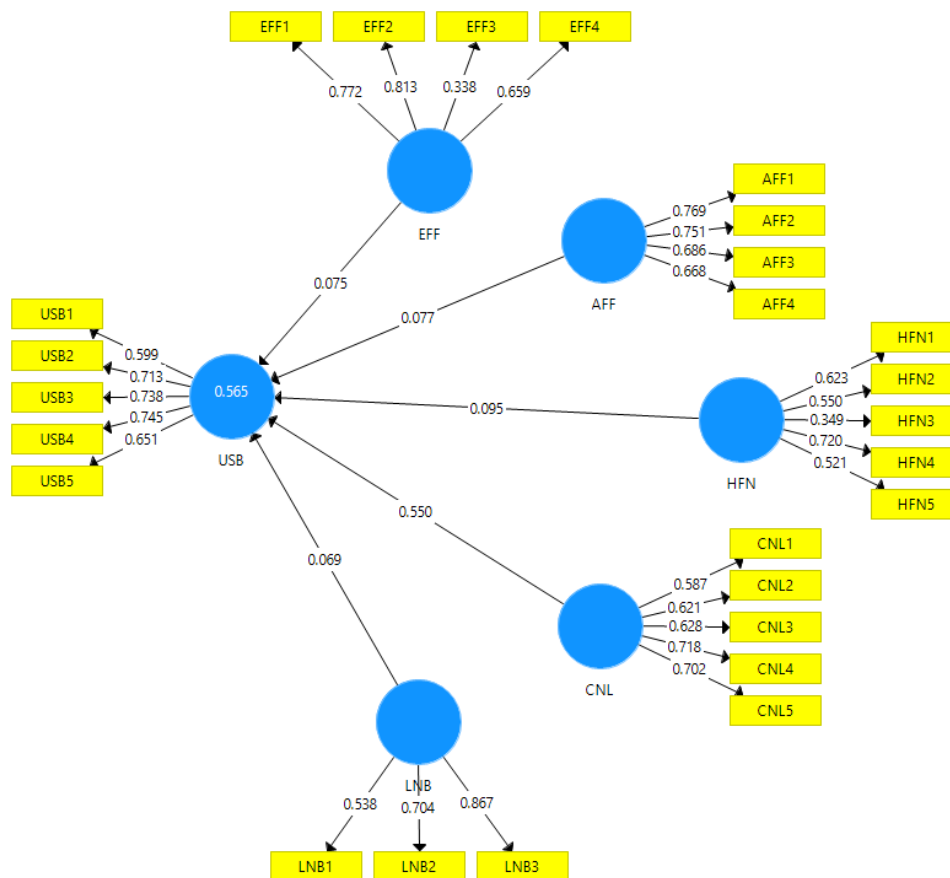 EFF1 EFF2 EFF3 EFF4
0.772 0.813 0.338 0.659
EFF
AFF1
AFF2
AFF3
AFF4
0.769
0.751
0.686
0.668
AFF
0.075
0.077
USB1
USB2
USB3
USB4
USB5
0.599
0.713
0.738
0.745
0.651
0.565
USB
0.095
HFN1
HFN2
HFN3
HFN4
HFN5
0.623
0.550
0.349
0.720
0.521
HFN
0.550
0.069
CNL1
CNL2
CNL3
CNL4
CNL5
0.587
0.621
0.628
0.718
0.702
CNL
LNB
0.538 0.704 0.867
LNB1 LNB2 LNB3